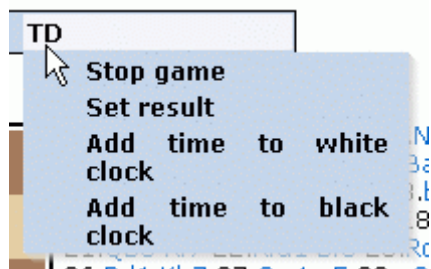 TD
Stop game
Set result
Add time to white
clock
Add time to black
clock